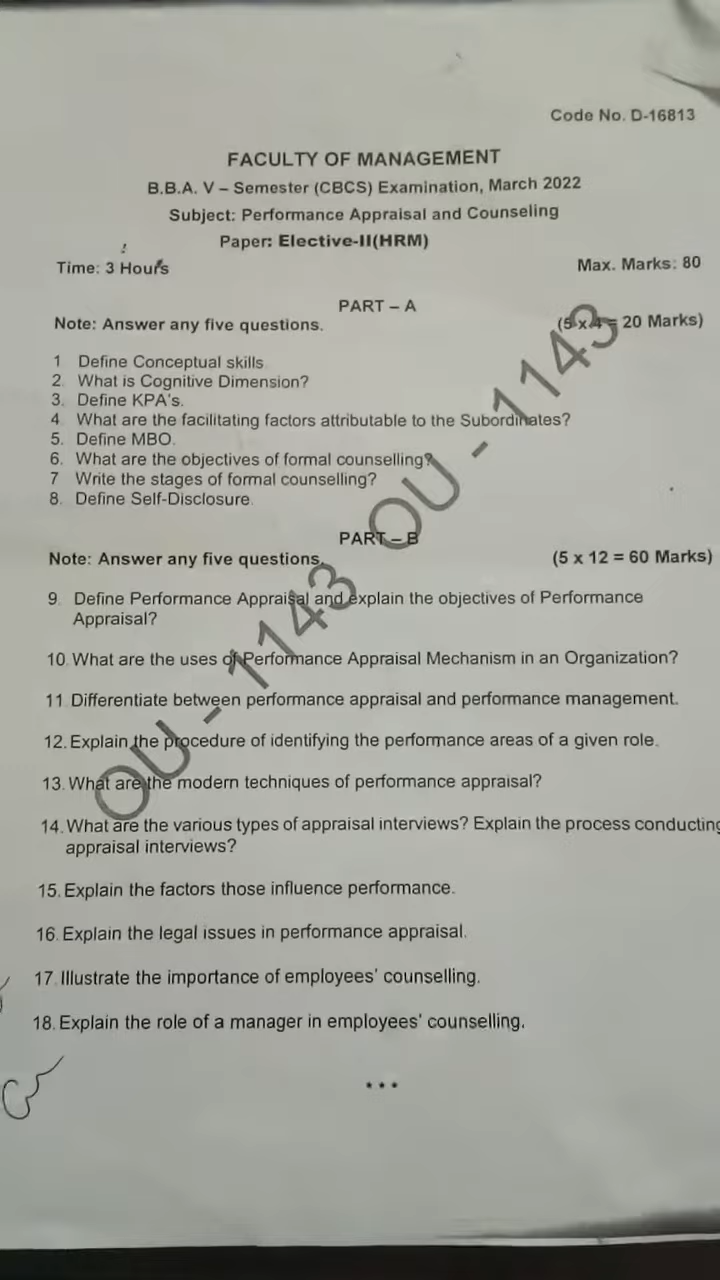 Code No. D-16813
FACULTY OF MANAGEMENT
B.B.A. V – Semester (CBCS) Examination, March 2022
Subject: Performance Appraisal and Counseling
Paper: Elective-II(HRM)
Time: 3 Hours
Max. Marks: 80
PART – A
Note: Answer any five questions.
(5 x 4 = 20 Marks)
1 Define Conceptual skills.
2. What is Cognitive Dimension?
3. Define KPA's.
4. What are the facilitating factors attributable to the Subordinates?
5. Define MBO.
6. What are the objectives of formal counselling?
7 Write the stages of formal counselling?
8. Define Self-Disclosure.
PART – B
Note: Answer any five questions.
(5 x 12 = 60 Marks)
9. Define Performance Appraisal and explain the objectives of Performance
Appraisal?
10. What are the uses of Performance Appraisal Mechanism in an Organization?
11. Differentiate between performance appraisal and performance management.
12. Explain the procedure of identifying the performance areas of a given role.
13. What are the modern techniques of performance appraisal?
14. What are the various types of appraisal interviews? Explain the process conducting
appraisal interviews?
15. Explain the factors those influence performance.
16. Explain the legal issues in performance appraisal.
17. Illustrate the importance of employees' counselling.
18. Explain the role of a manager in employees' counselling.
...
OU - 1143 OU - 1143